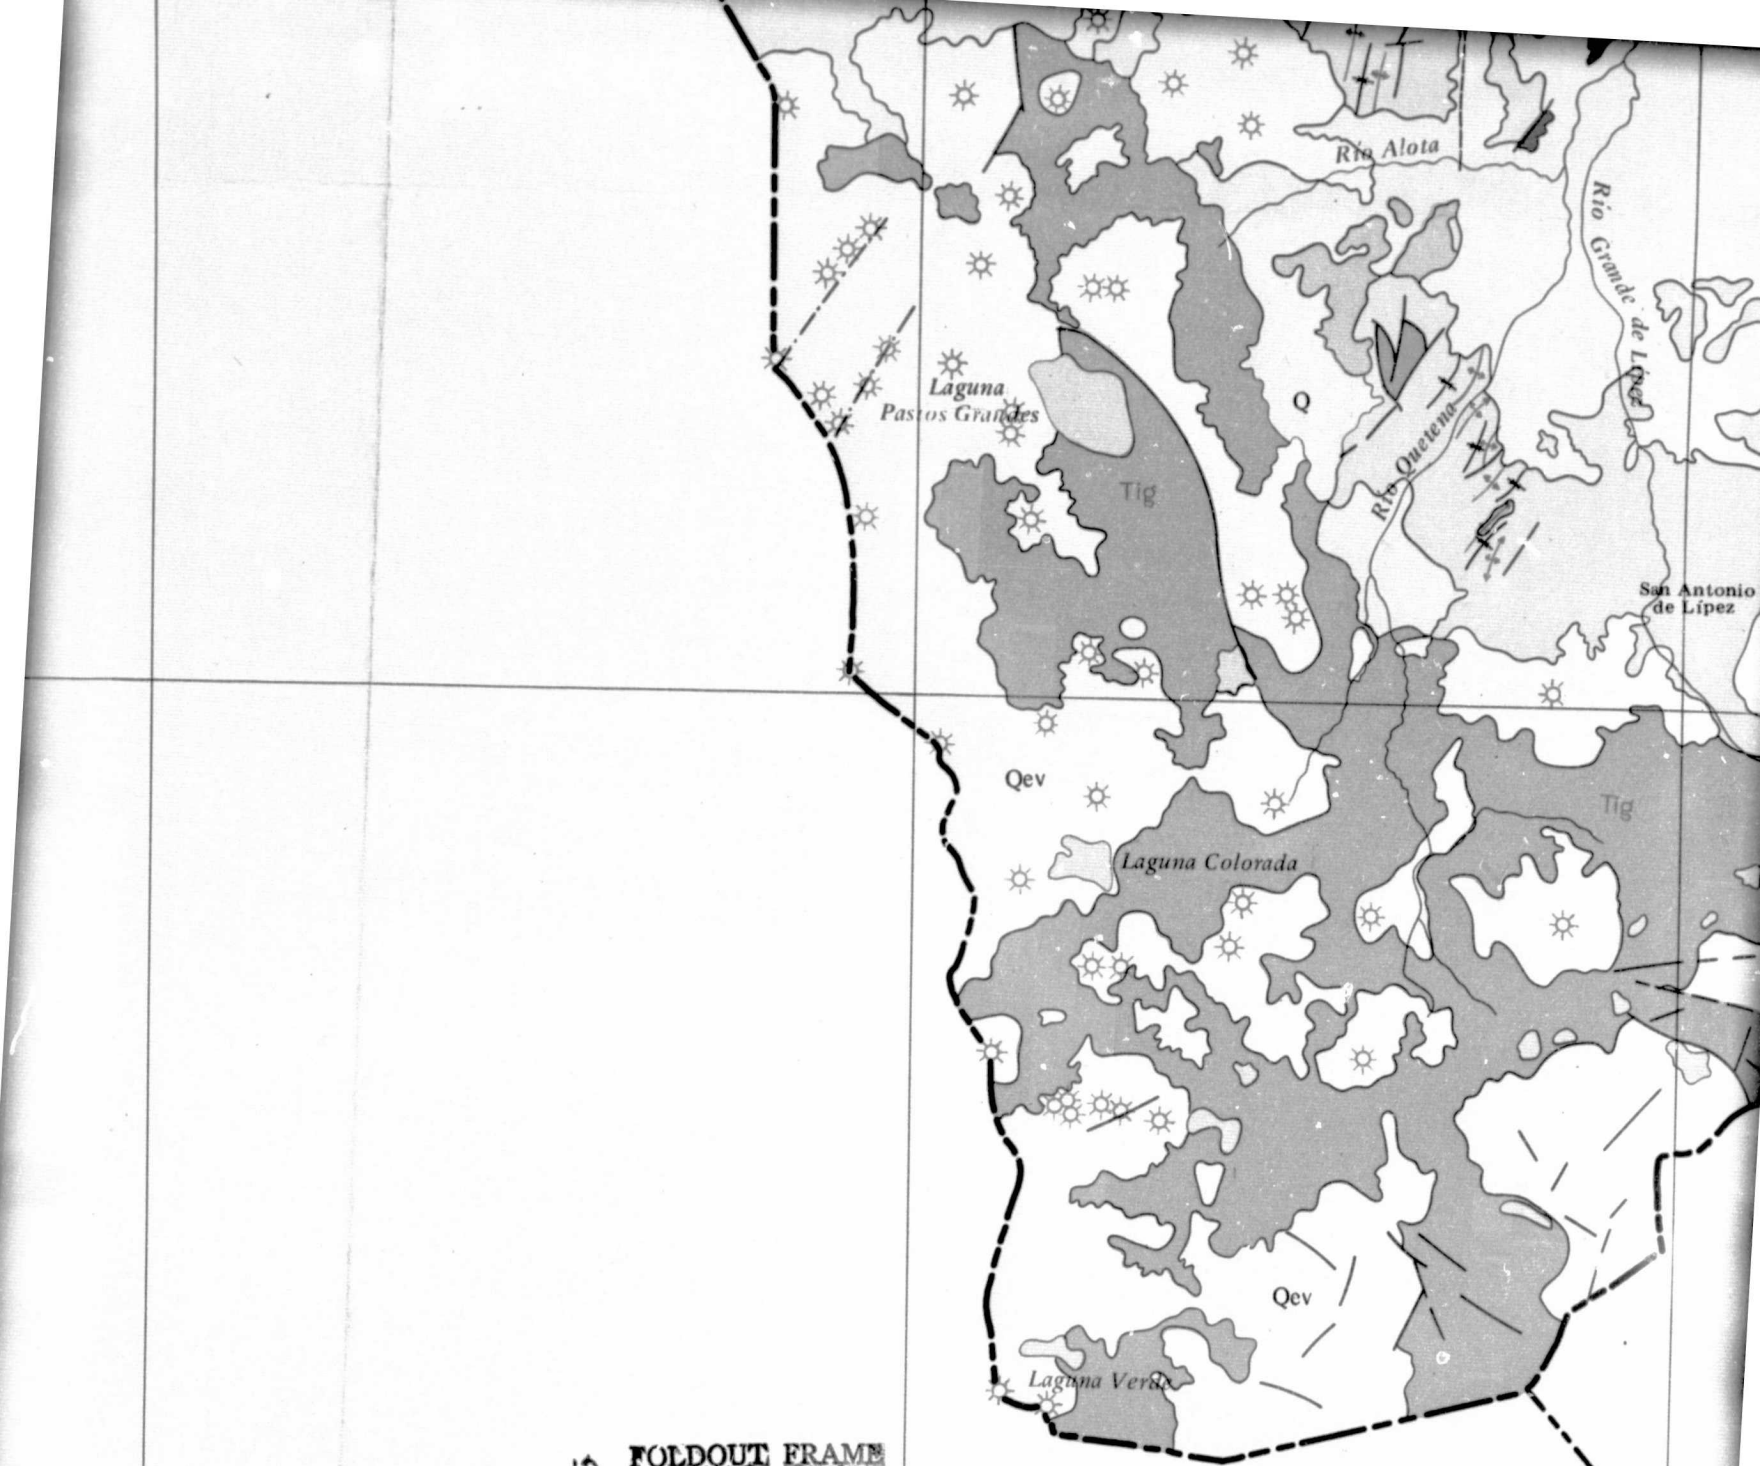 Río Alota
Río Grande de Lípez
Laguna
Pastos Grandes
Q
Río Quetena
Tig
San Antonio
de Lípez
Qev
Tig
Laguna Colorada
Qev
Laguna Verde
FOLDOUT FRAME